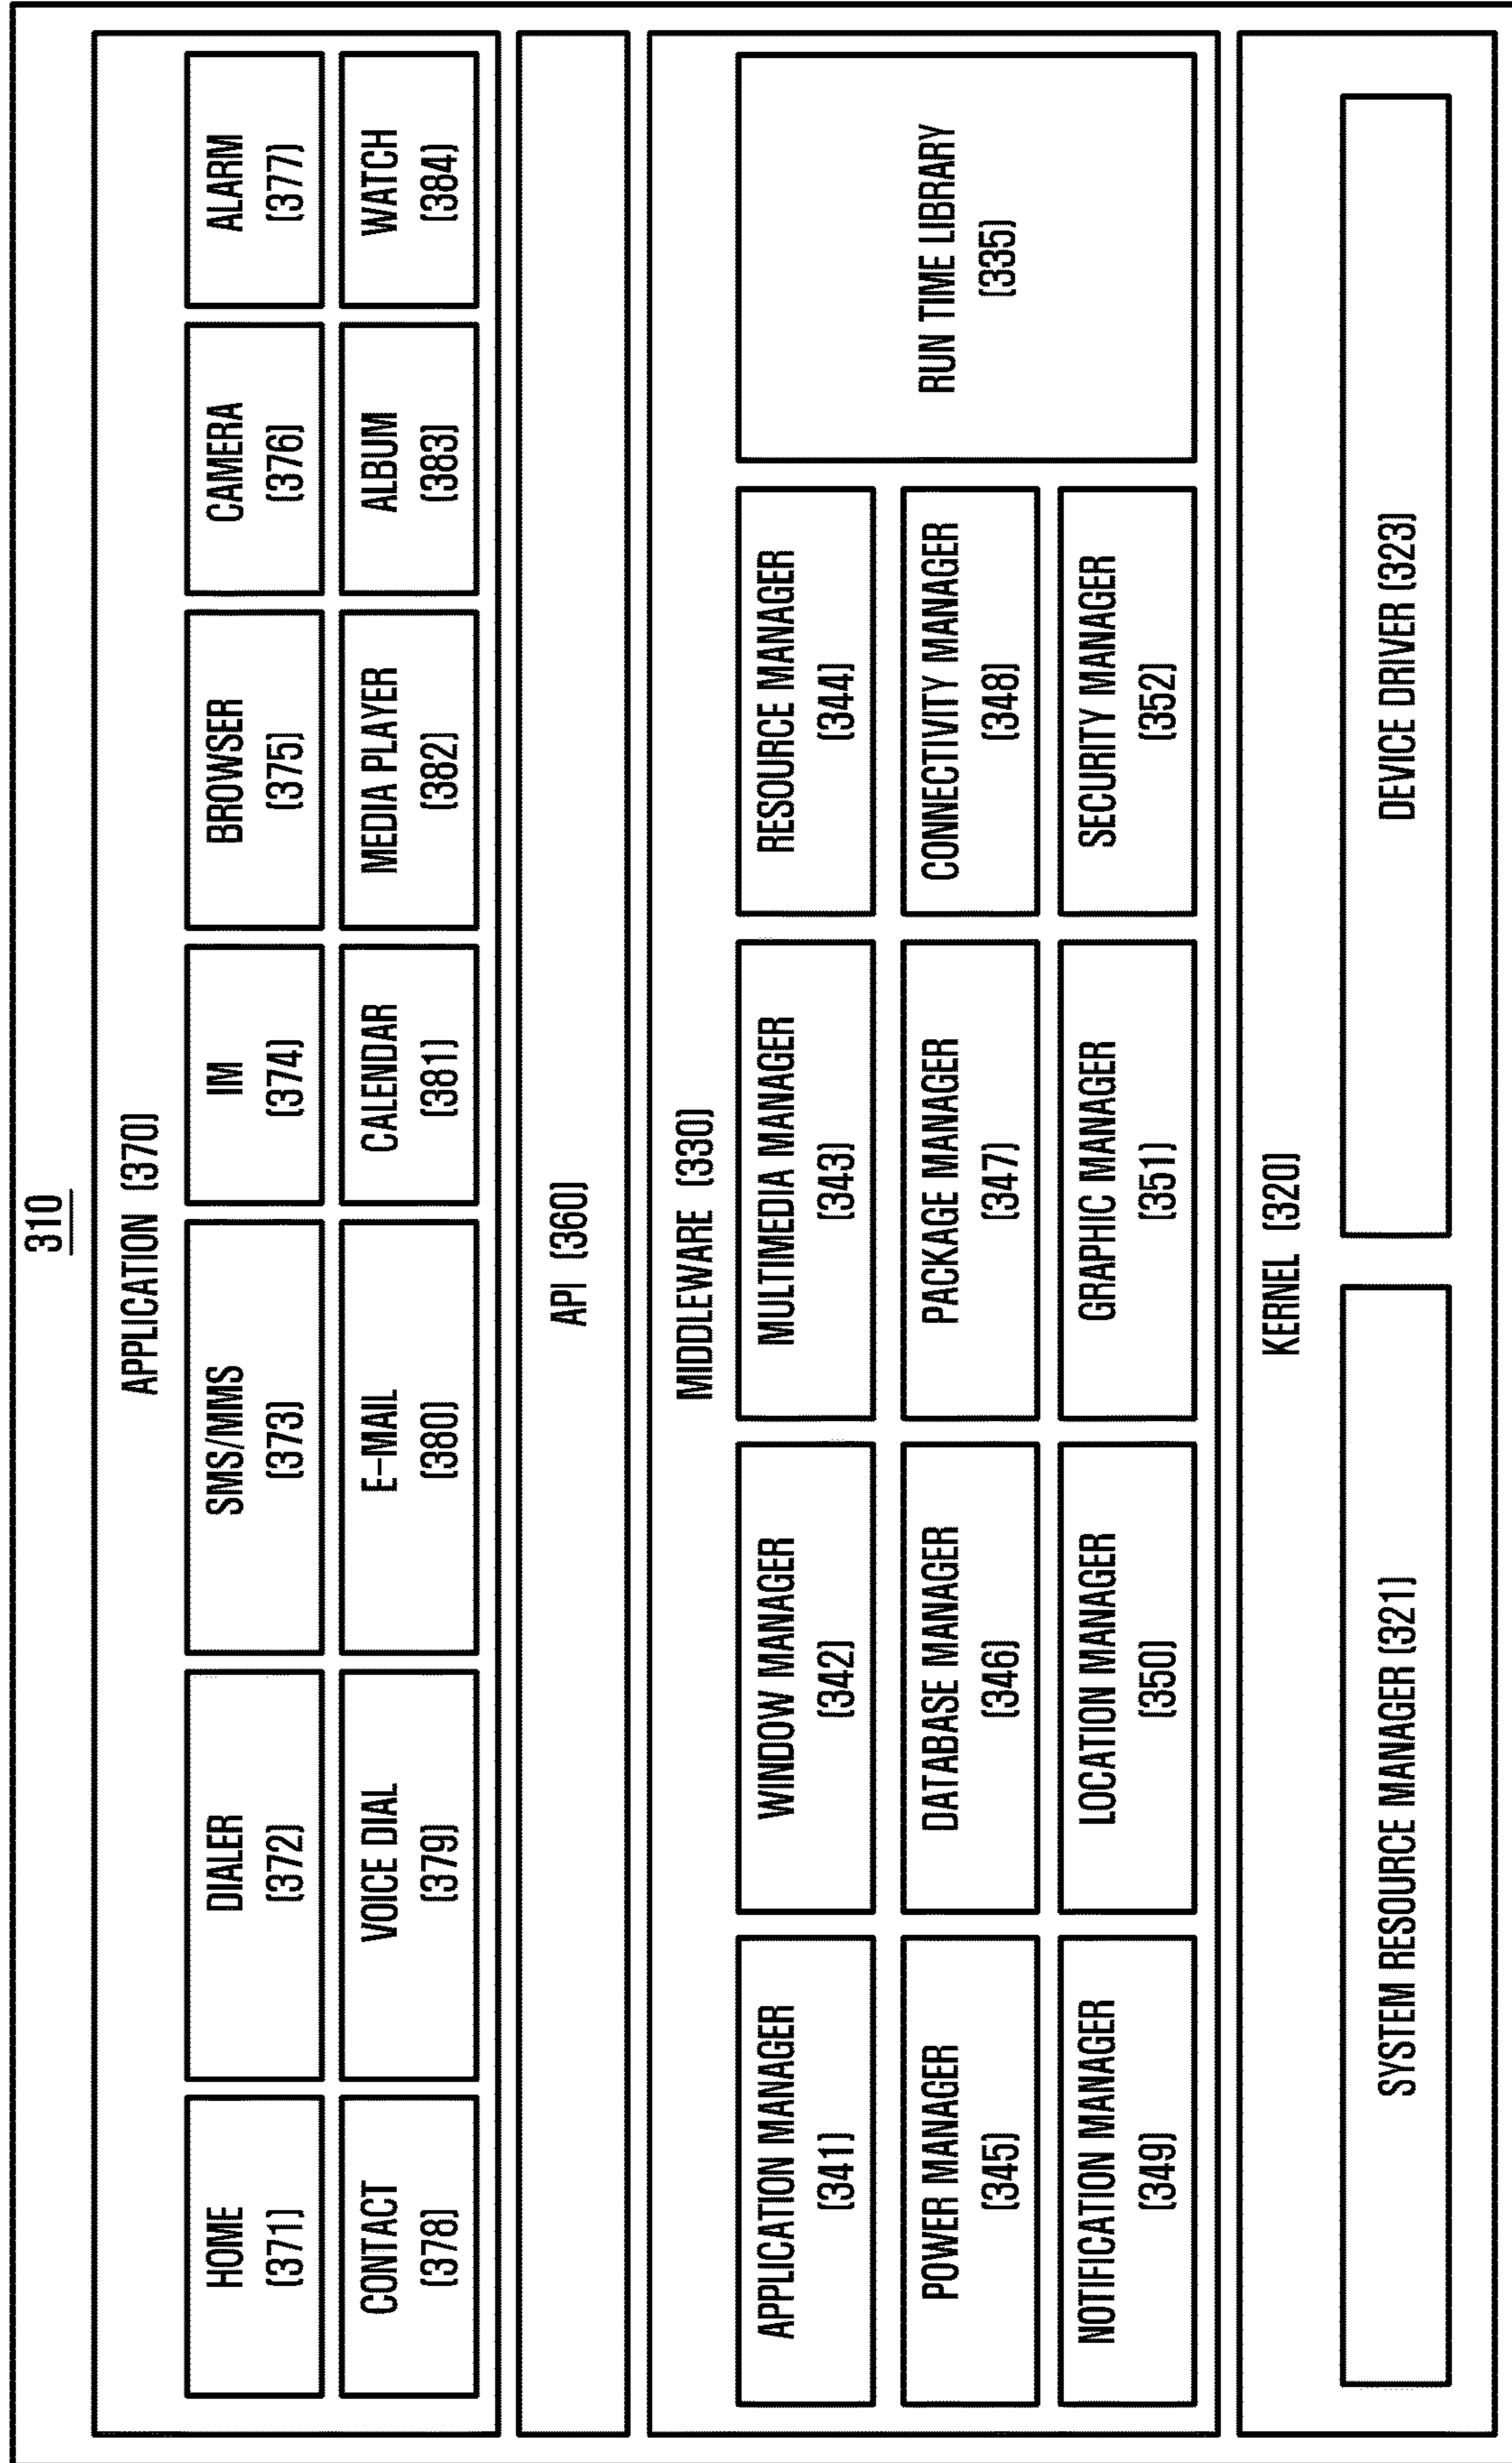 310
APPLICATION (370)
HOME
(371)
DIALER
(372)
SMS/MMS
(373)
IM
(374)
BROWSER
(375)
CAMERA
(376)
ALARM
(377)
CONTACT
(378)
VOICE DIAL
(379)
E-MAIL
(380)
CALENDAR
(381)
MEDIA PLAYER
(382)
ALBUM
(383)
WATCH
(384)
API (360)
MIDDLEWARE (330)
APPLICATION MANAGER
(341)
WINDOW MANAGER
(342)
MULTIMEDIA MANAGER
(343)
RESOURCE MANAGER
(344)
POWER MANAGER
(345)
DATABASE MANAGER
(346)
PACKAGE MANAGER
(347)
CONNECTIVITY MANAGER
(348)
NOTIFICATION MANAGER
(349)
LOCATION MANAGER
(350)
GRAPHIC MANAGER
(351)
SECURITY MANAGER
(352)
RUN TIME LIBRARY
(335)
KERNEL (320)
SYSTEM RESOURCE MANAGER (321)
DEVICE DRIVER (323)